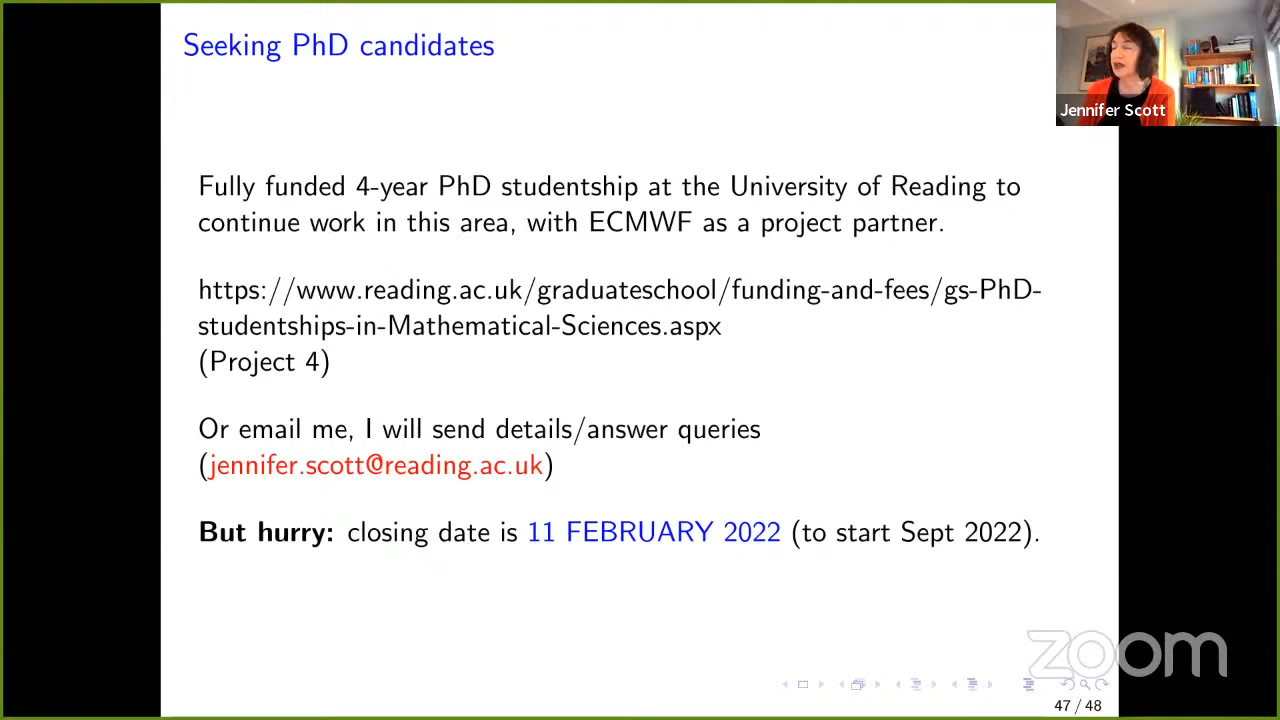 Seeking PhD candidates
Jennifer Scott
Fully funded 4-year PhD studentship at the University of Reading to
continue work in this area, with ECMWF as a project partner.
https://www.reading.ac.uk/graduateschool/funding-and-fees/gs-PhD-
studentships-in-Mathematical-Sciences.aspx
(Project 4)
Or email me, I will send details/answer queries
(jennifer.scott@reading.ac.uk)
But hurry: closing date is 11 FEBRUARY 2022 (to start Sept 2022).
zoom
47 / 48